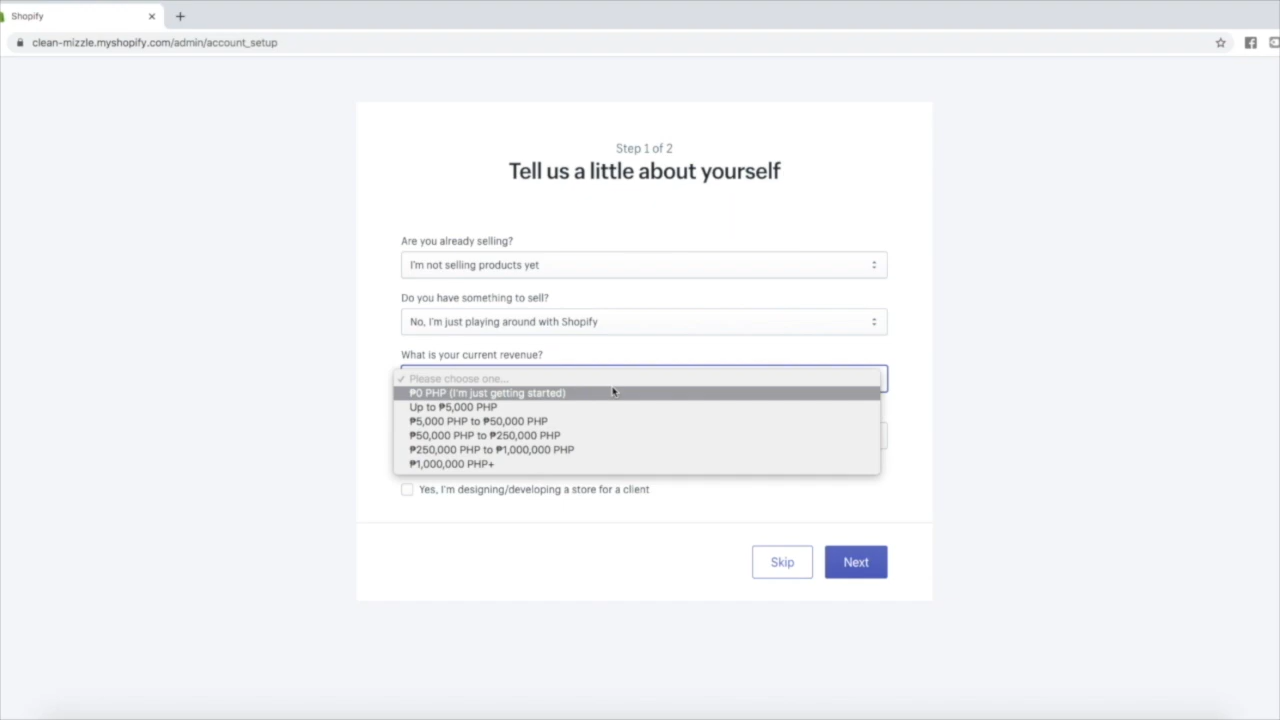 Shopify
clean-mizzle.myshopify.com/admin/account_setup
Step 1 of 2
Tell us a little about yourself
Are you already selling?
I'm not selling products yet
Do you have something to sell?
No, I'm just playing around with Shopify
What is your current revenue?
Please choose one...
₱0 PHP (I'm just getting started)
Up to ₱5,000 PHP
₱5,000 PHP to ₱50,000 PHP
₱50,000 PHP to ₱250,000 PHP
₱250,000 PHP to ₱1,000,000 PHP
₱1,000,000 PHP+
Yes, I'm designing/developing a store for a client
Skip
Next